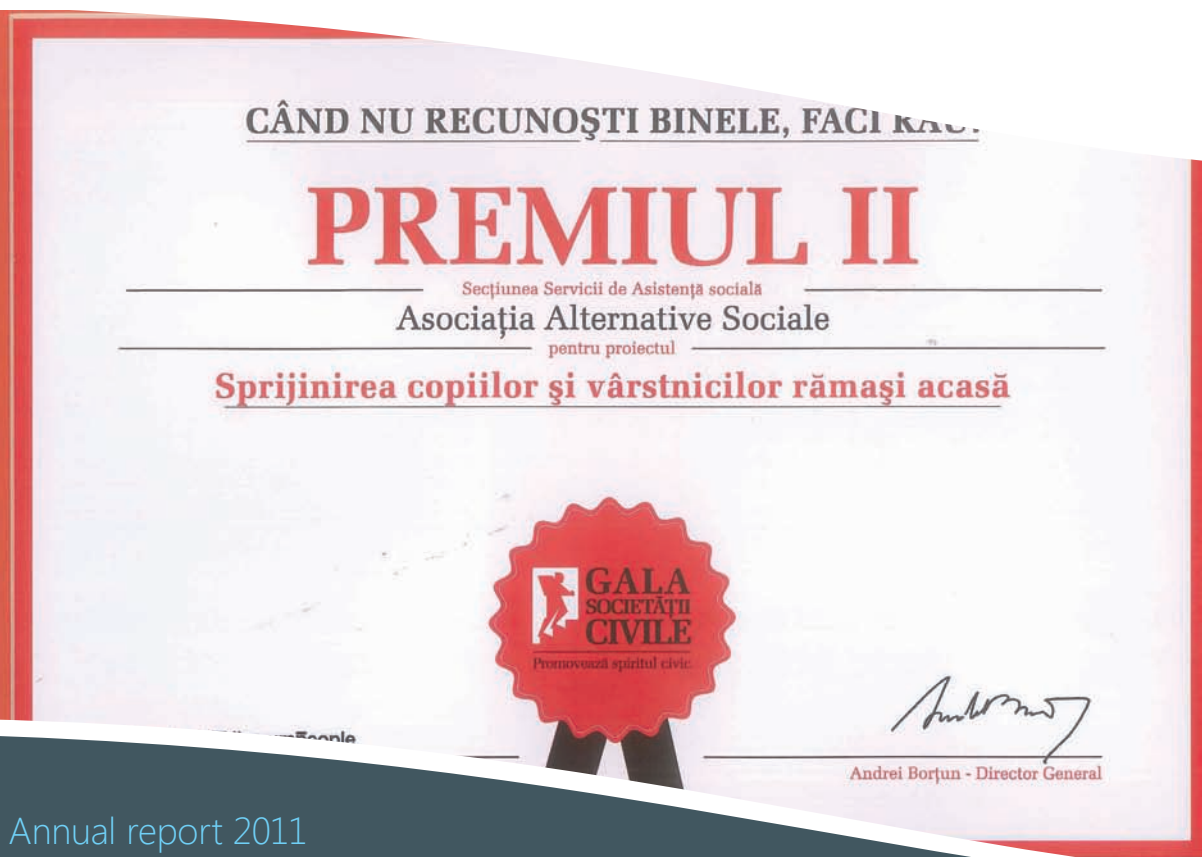 CÂND NU RECUNOŞTI BINELE, FACI
PREMIUL II
Secţiunea Servicii de Asistenţă socială
Asociaţia Alternative Sociale
pentru proiectul
Sprijinirea copiilor şi vârstnicilor rămaşi acasă
GALA
SOCIETĂŢII
CIVILE
Promovează spiritul civic.
Andrei Borţun - Director General
Annual report 2011